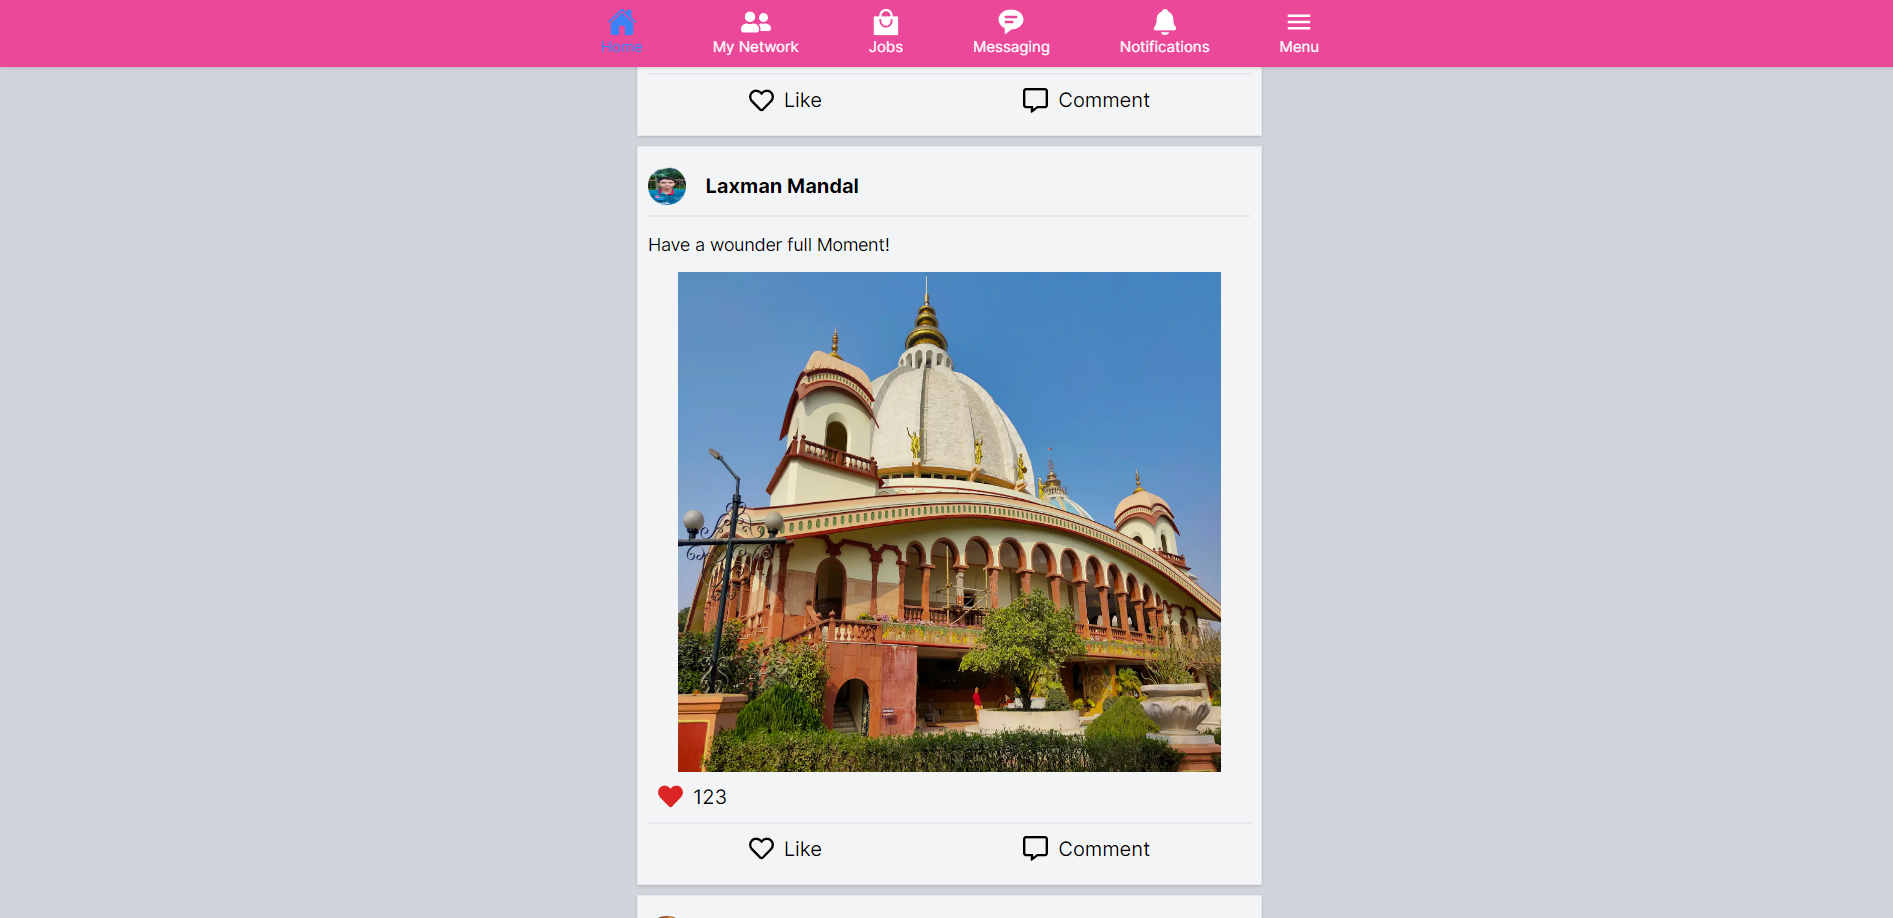 Home
My Network
Jobs
Messaging
Notifications
Menu
Like
Comment
Laxman Mandal
Have a wounder full Moment!
123
Like
Comment